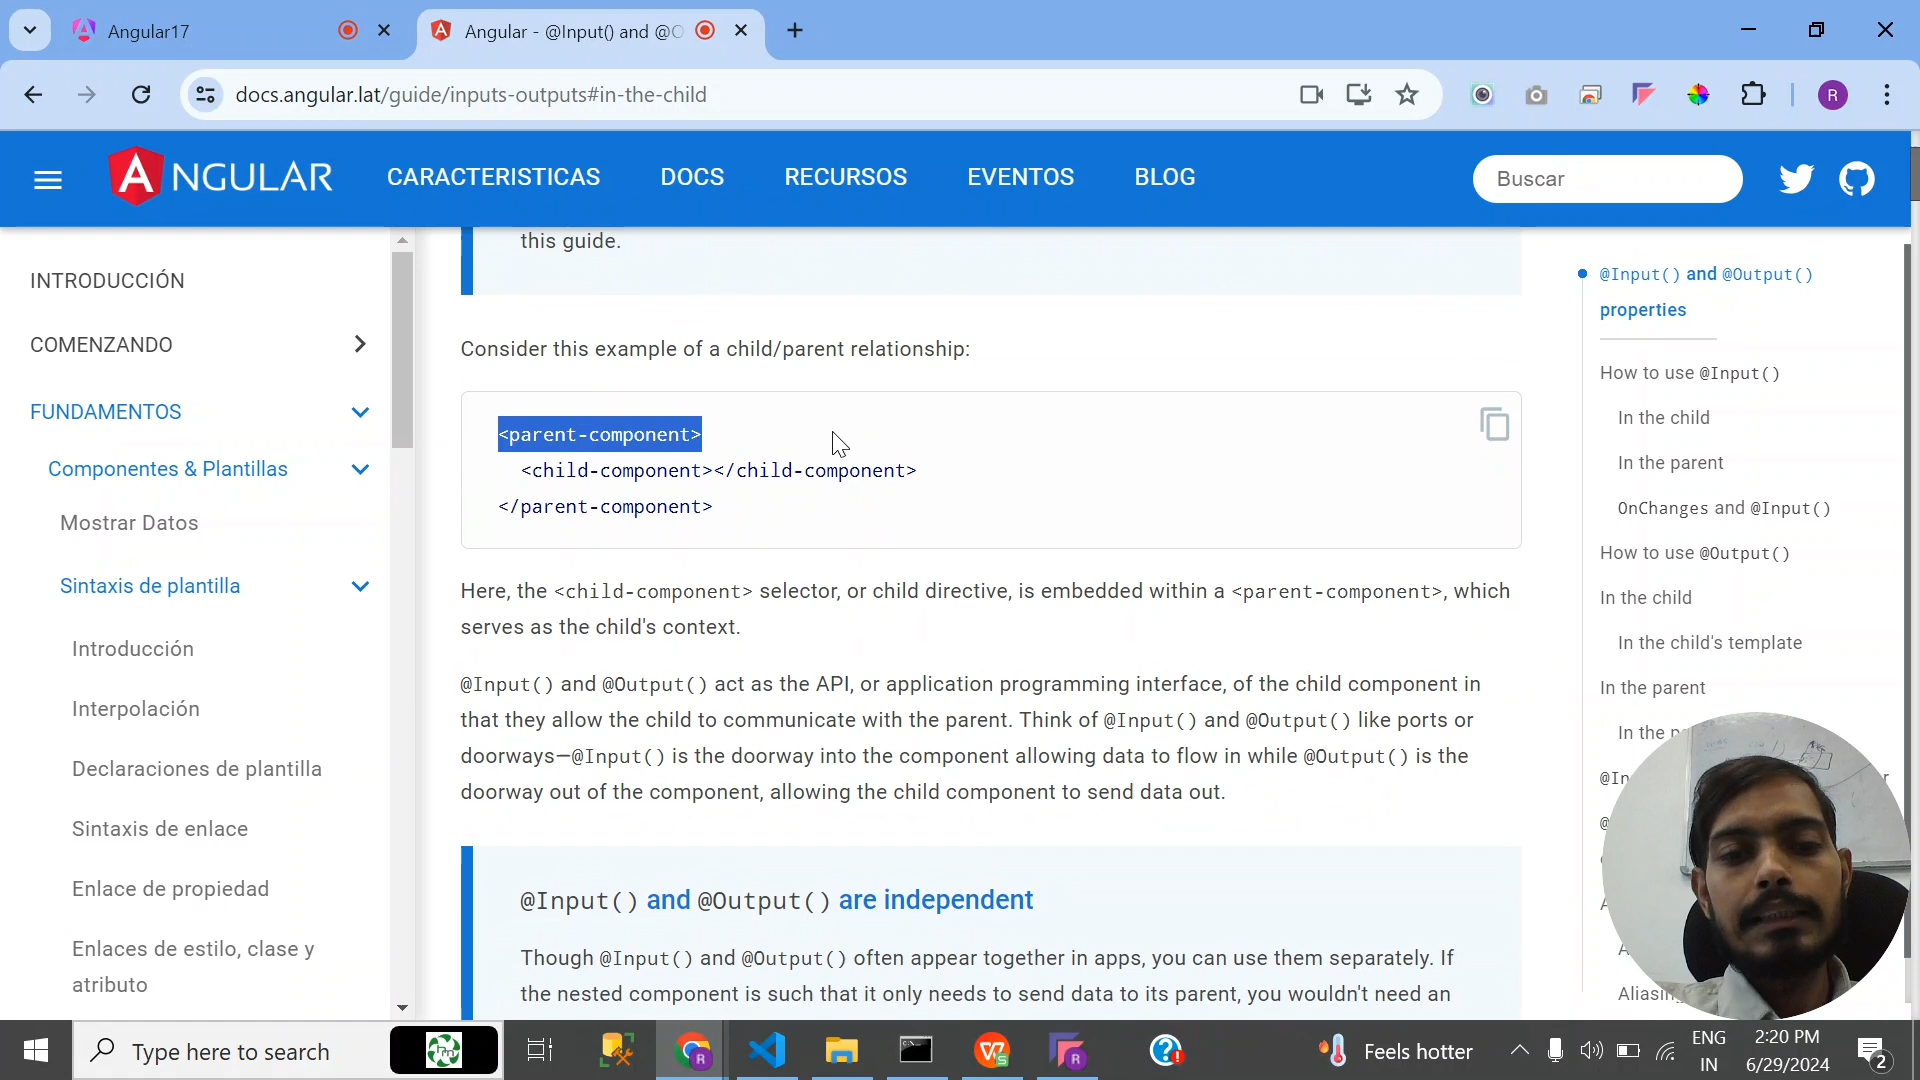 Angular17
Angular - @Input() and @O
docs.angular.lat/guide/inputs-outputs#in-the-child
R
ANGULAR
CARACTERISTICAS
DOCS
RECURSOS
EVENTOS
BLOG
Buscar
INTRODUCCIÓN
COMENZANDO
FUNDAMENTOS
Componentes & Plantillas
Mostrar Datos
Sintaxis de plantilla
Introducción
Interpolación
Declaraciones de plantilla
Sintaxis de enlace
Enlace de propiedad
Enlaces de estilo, clase y
atributo
this guide.
Consider this example of a child/parent relationship:
<parent-component>
<child-component></child-component>
</parent-component>
Here, the <child-component> selector, or child directive, is embedded within a <parent-component>, which
serves as the child's context.
@Input() and @Output() act as the API, or application programming interface, of the child component in
that they allow the child to communicate with the parent. Think of @Input() and @Output() like ports or
doorways—@Input() is the doorway into the component allowing data to flow in while @Output() is the
doorway out of the component, allowing the child component to send data out.
@Input() and @Output() are independent
Though @Input() and @Output() often appear together in apps, you can use them separately. If
the nested component is such that it only needs to send data to its parent, you wouldn't need an
@Input() and @Output()
properties
How to use @Input()
In the child
In the parent
OnChanges and @Input()
How to use @Output()
In the child
In the child's template
In the parent
In the p
@In
Aliasin
Type here to search
Feels hotter
ENG
IN
2:20 PM
6/29/2024
2